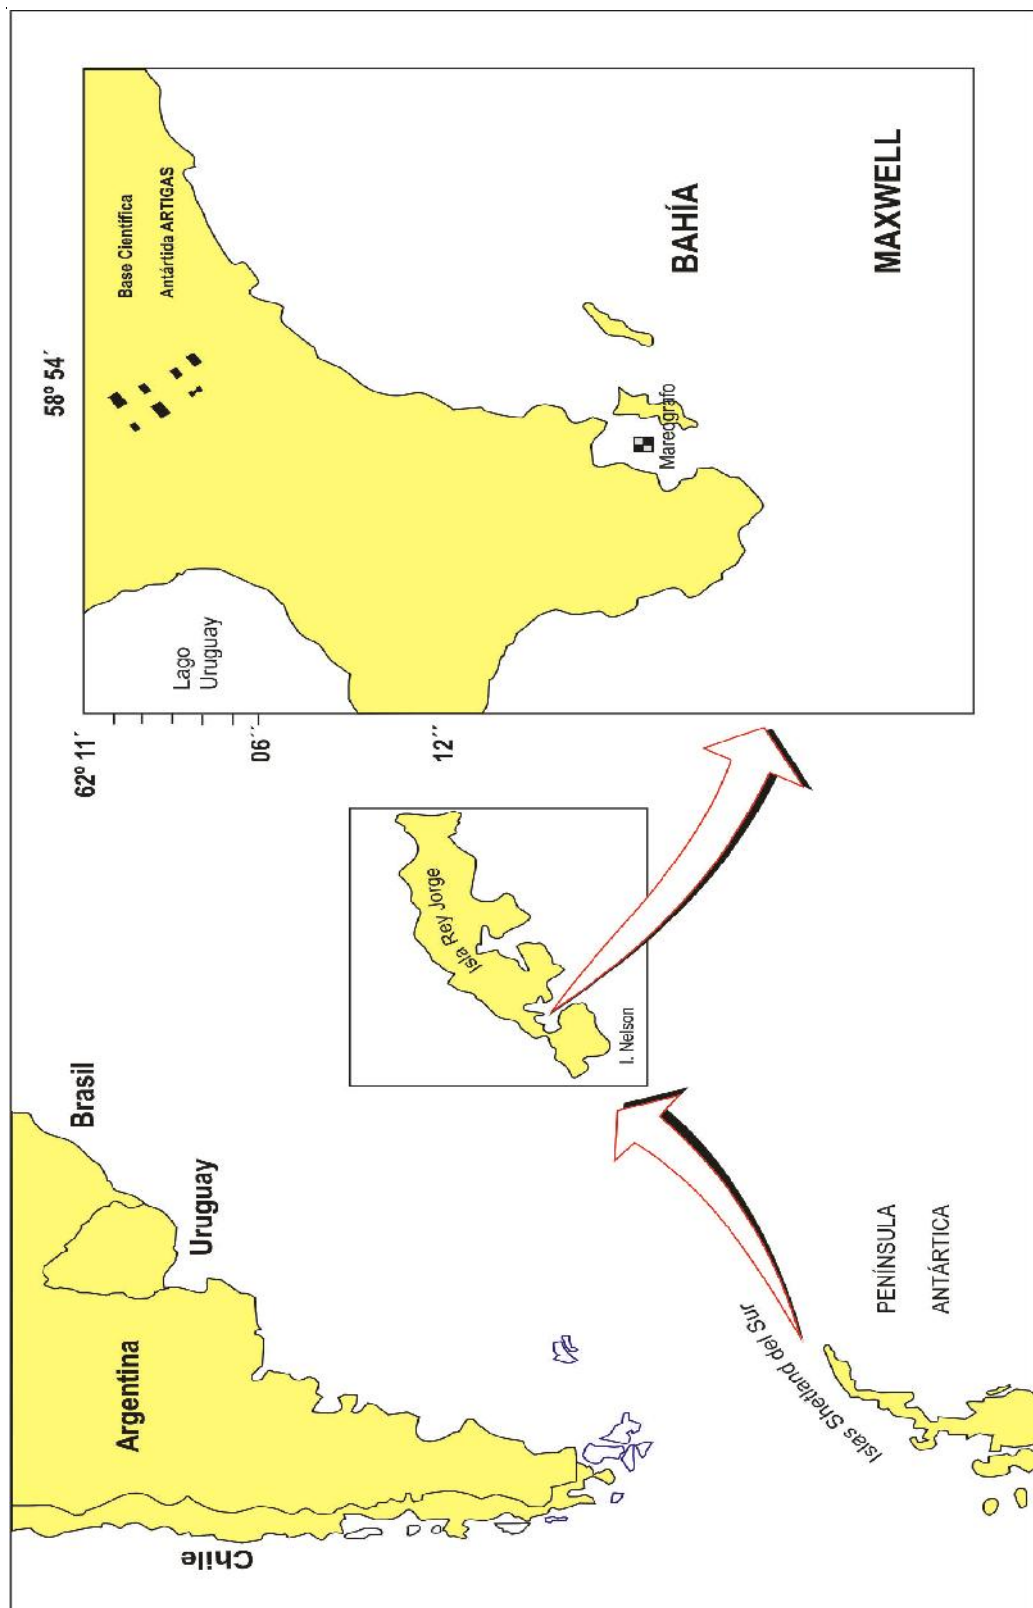 Chile
Argentina
Uruguay
Brasil
Islas Shetland del Sur
PENÍNSULA
ANTÁRTICA
Isla Rey Jorge
I. Nelson
62º 11´
06´´
12´´
58º 54´
Lago
Uruguay
Base Científica
Antártida ARTIGAS
Mareografo
BAHÍA
MAXWELL